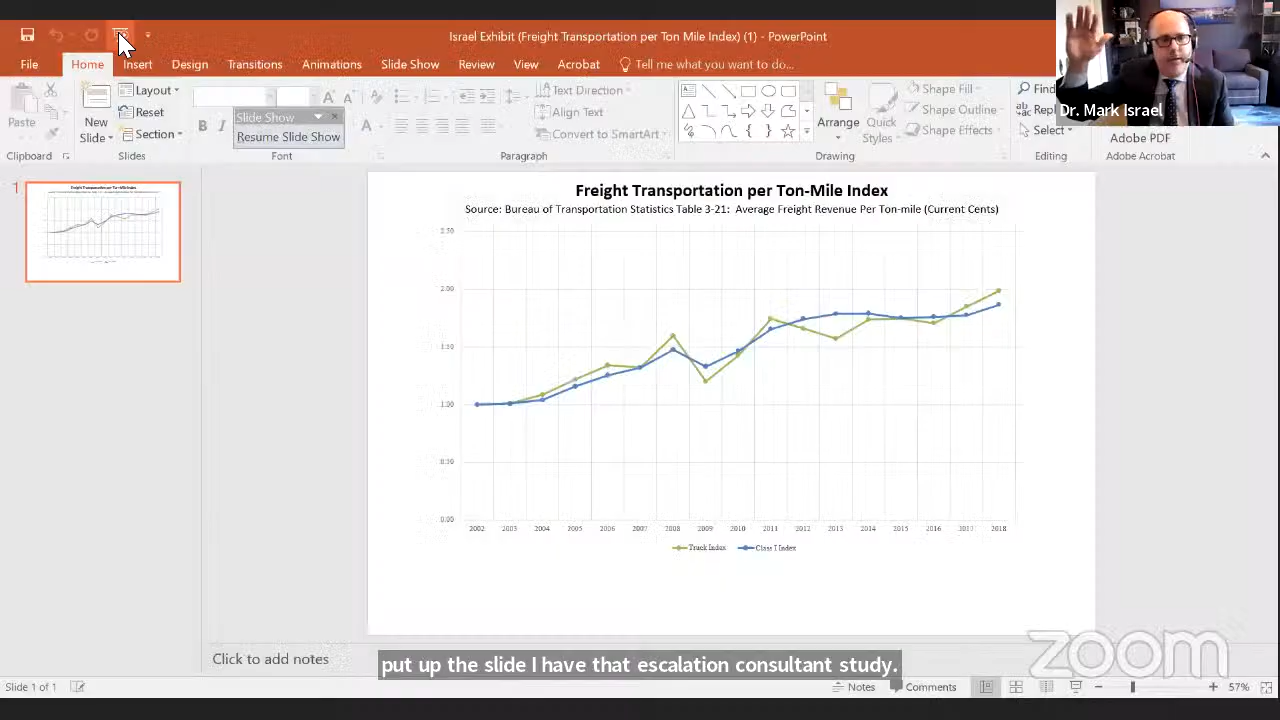 Israel Exhibit (Freight Transportation per Ton Mile Index) (1) - PowerPoint
File Home Insert Design Transitions Animations Slide Show Review View Acrobat Tell me what you want to do...
Dr. Mark Israel
Paste
New
Slide
Layout
Reset
Section
Slide Show
Resume Slide Show
B I
A
Text Direction
Align Text
Convert to SmartArt
Arrange
Quick
Styles
Shape Fill
Shape Outline
Shape Effects
Find
Select
Adobe PDF
Clipboard Slides Font Paragraph Drawing Editing Adobe Acrobat
1
Freight Transportation per Ton-Mile Index
Freight Transportation per Ton-Mile Index
Source: Bureau of Transportation Statistics Table 3-21: Average Freight Revenue Per Ton-mile (Current Cents)
2.50
2.00
1.50
1.00
0.50
0.00
2002 2003 2004 2005 2006 2007 2008 2009 2010 2011 2012 2013 2014 2015 2016 2017 2018
Truck Index Class I Index
Click to add notes
put up the slide I have that escalation consultant study.
zoom
Slide 1 of 1
Notes Comments 57%